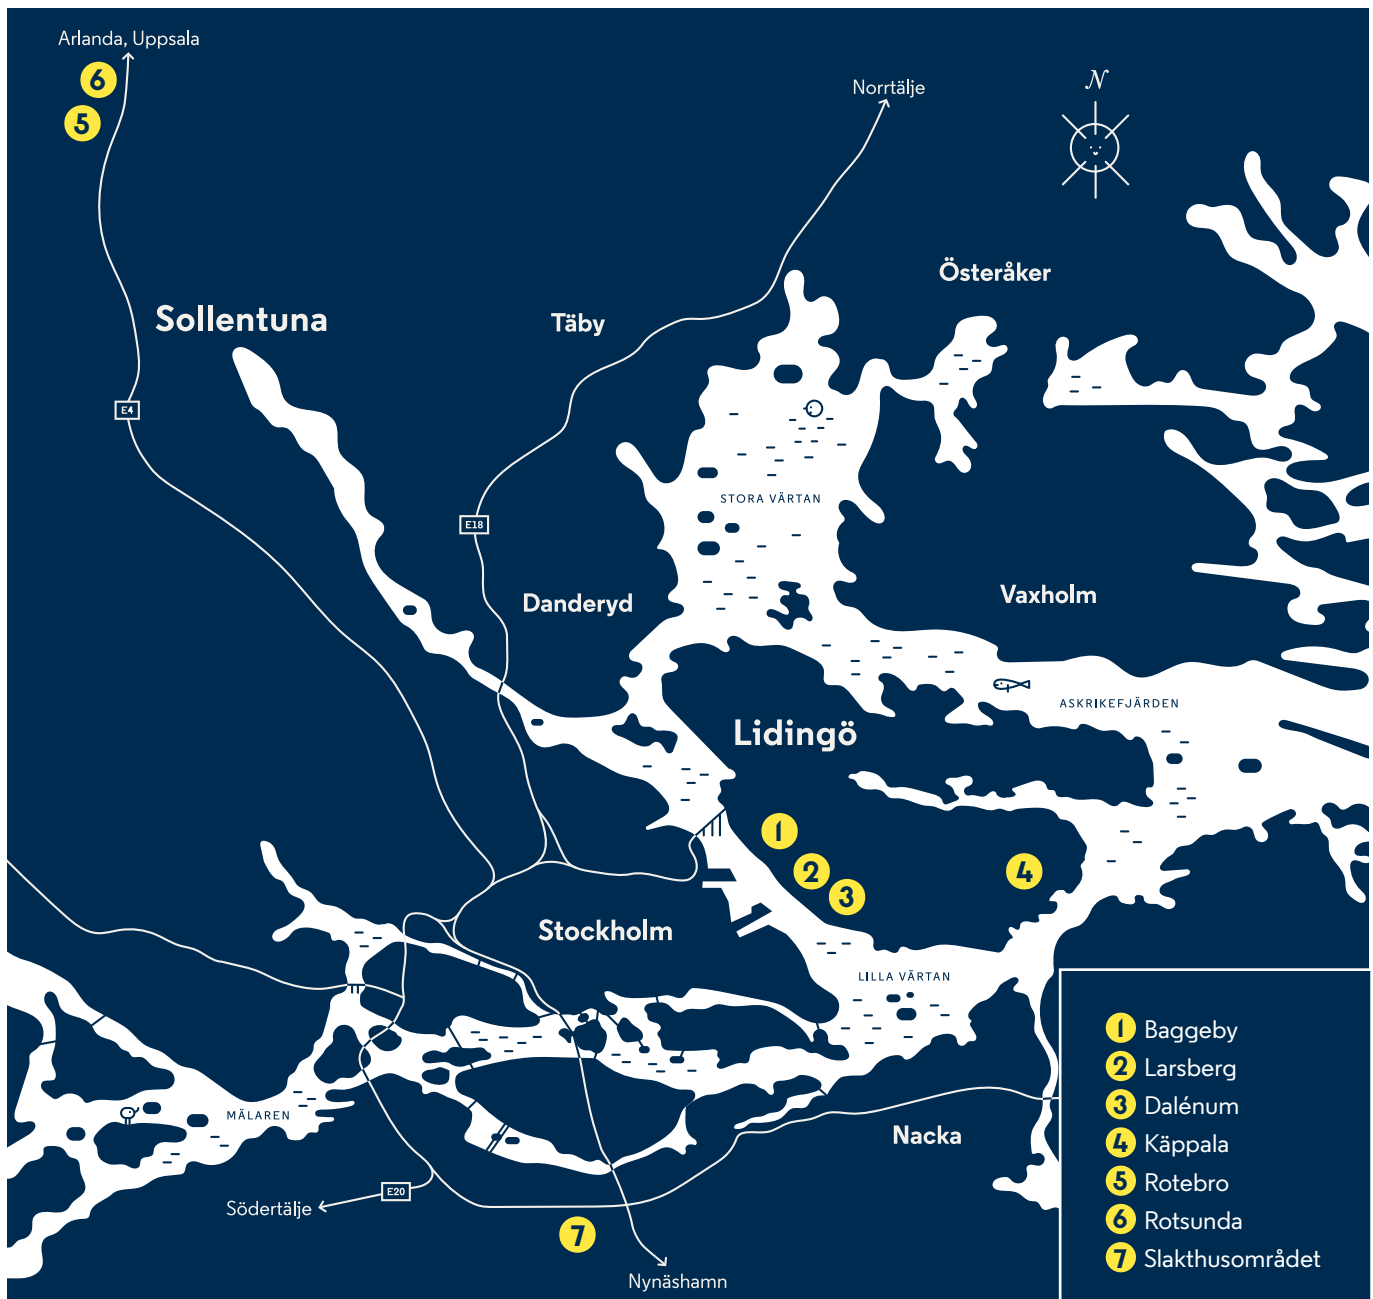 Arlanda, Uppsala
6
5
Norrtälje
N
Österåker
Sollentuna
Täby
E4
STORA VÄRTAN
E18
Danderyd
Vaxholm
ASKRIKEFJÄRDEN
Lidingö
1
2
3
4
Stockholm
LILLA VÄRTAN
MÄLAREN
Nacka
E20
Södertälje
7
Nynäshamn
1 Baggeby
2 Larsberg
3 Dalénum
4 Käppala
5 Rotebro
6 Rotsunda
7 Slakthusområdet